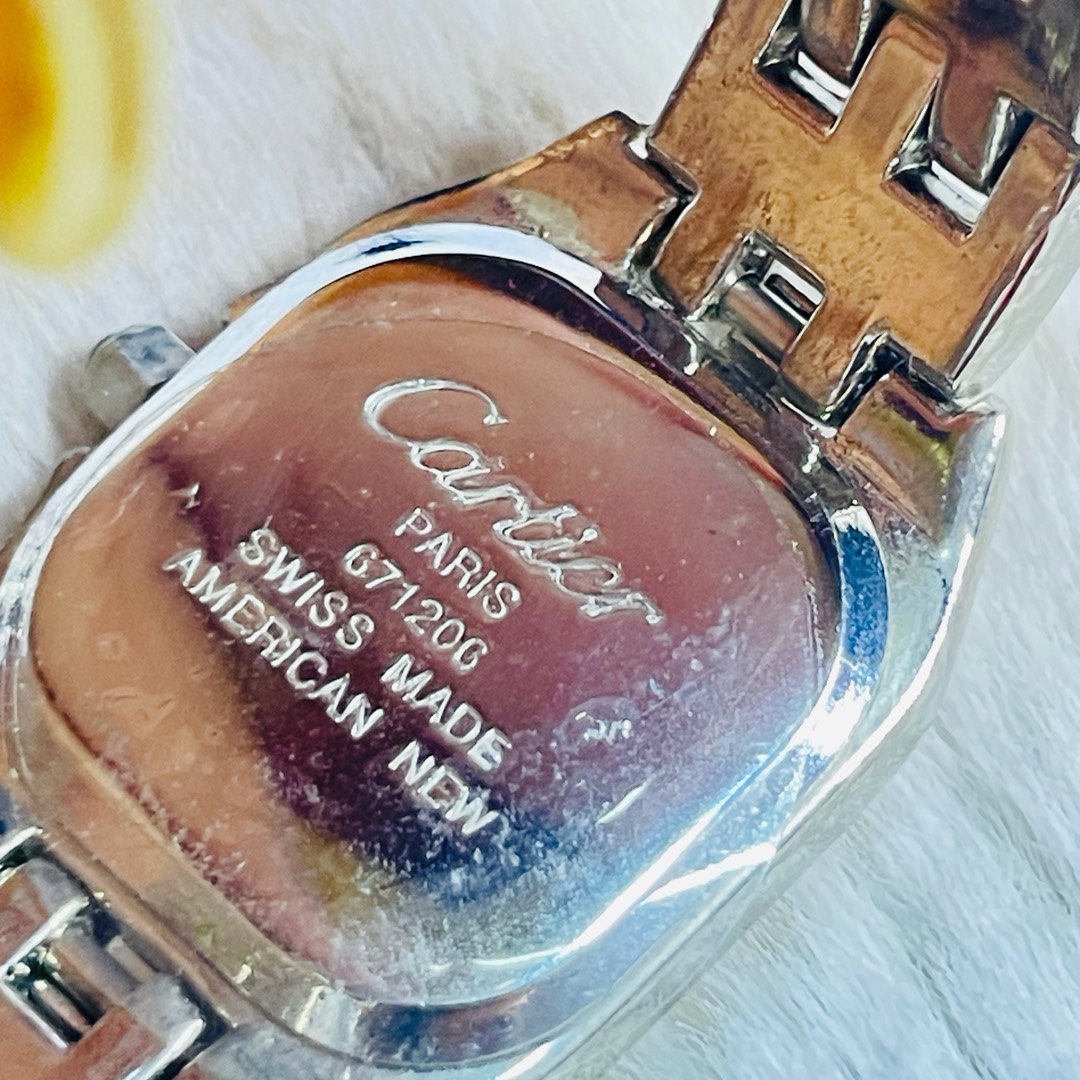 Cartier
PARIS
671206
SWISS MADE
AMERICAN NEW